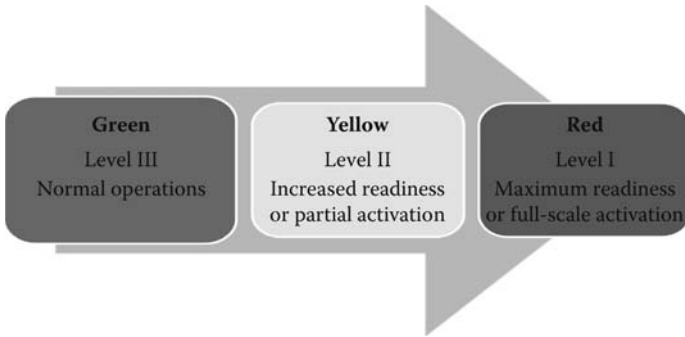 Green
Level III
Normal operations
Yellow
Level II
Increased readiness
or partial activation
Red
Level I
Maximum readiness
or full-scale activation